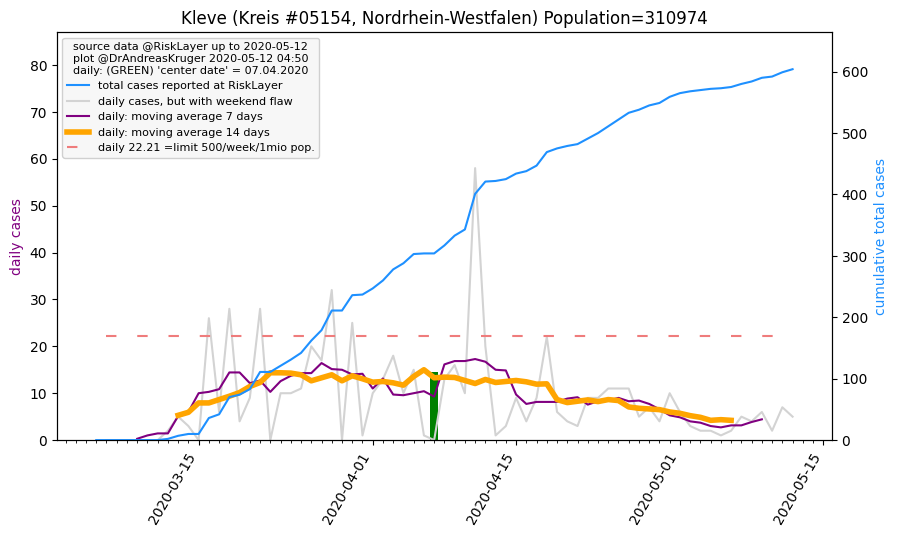 Kleve (Kreis #05154, Nordrhein-Westfalen) Population=310974
source data @RiskLayer up to 2020-05-12
plot @DrAndreasKruger 2020-05-12 04:50
daily: (GREEN) 'center date' = 07.04.2020
total cases reported at RiskLayer
daily cases, but with weekend flaw
daily: moving average 7 days
daily: moving average 14 days
daily 22.21 =limit 500/week/1mio pop.
daily cases
80
70
60
50
40
30
20
10
0
cumulative total cases
600
500
400
300
200
100
0
2020-03-15
2020-04-01
2020-04-15
2020-05-01
2020-05-15